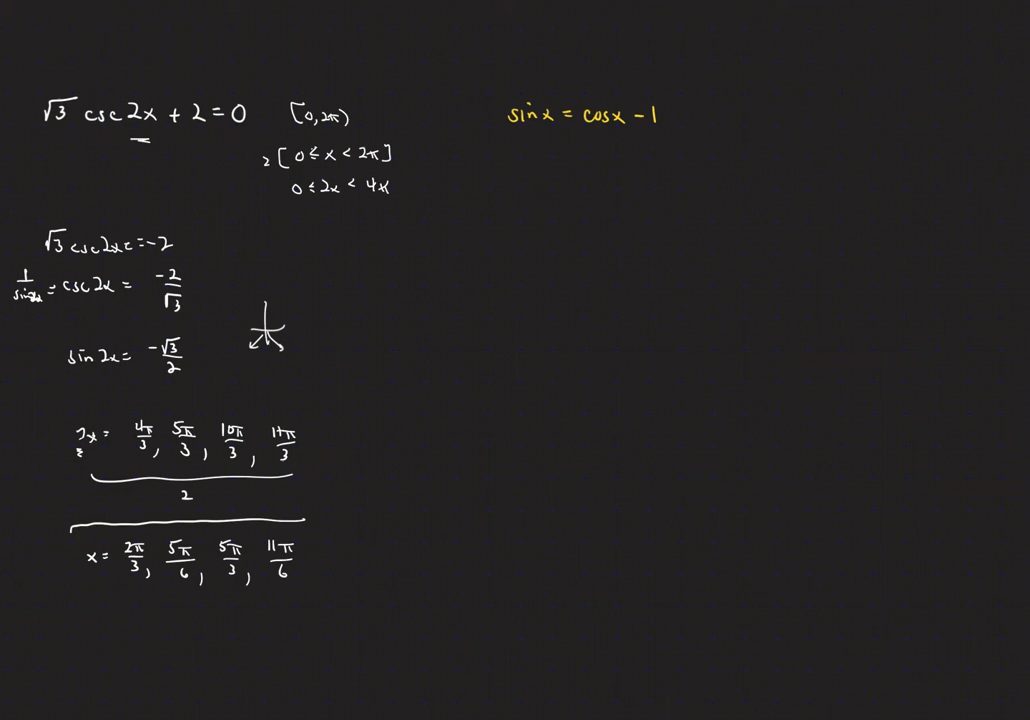 √3 csc 2x + 2 = 0 [0, 2π)
2[ 0 ≤ x < 2π ]
0 ≤ 2x < 4π
√3 csc 2x = -2
1/sin2x = csc 2x = -2/√3
sin 2x = -√3/2
2x = 4π/3, 5π/3, 10π/3, 11π/3
2
x = 2π/3, 5π/6, 5π/3, 11π/6
sin x = cos x - 1